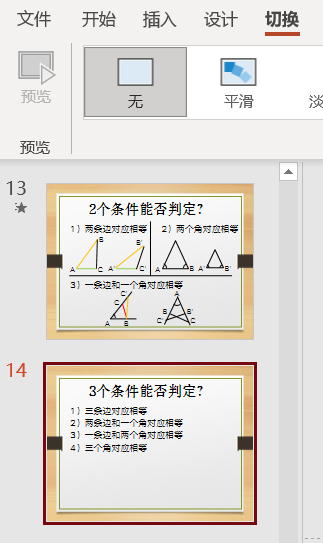 文件 开始 插入 设计 切换
预览 无 平滑 淡
预览
13
2个条件能否判定?
1）两条边对应相等 2）两个角对应相等
B B'
A C A' C' A B A' B'
3）一条边和一个角对应相等
C' A
C B B'
A B C' C
14
3个条件能否判定?
1）三条边对应相等
2）两条边和一个角对应相等
3）一条边和两个角对应相等
4）三个角对应相等